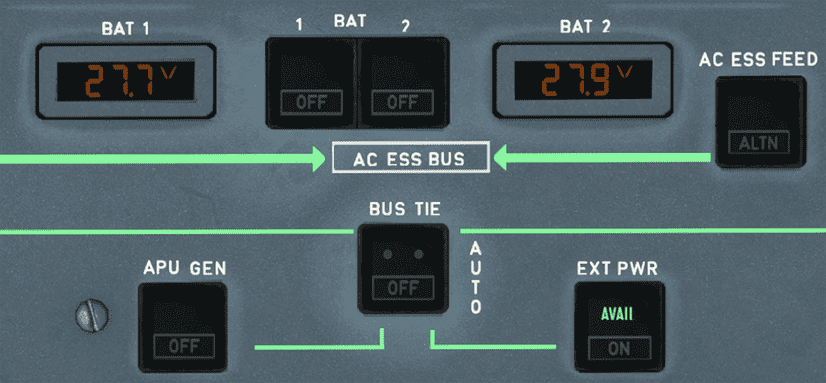 BAT 1
1 BAT 2
BAT 2
27.7 V
OFF
OFF
27.9 V
AC ESS FEED
ALTN
AC ESS BUS
BUS TIE
OFF
AUTO
APU GEN
OFF
EXT PWR
AVAIL
ON